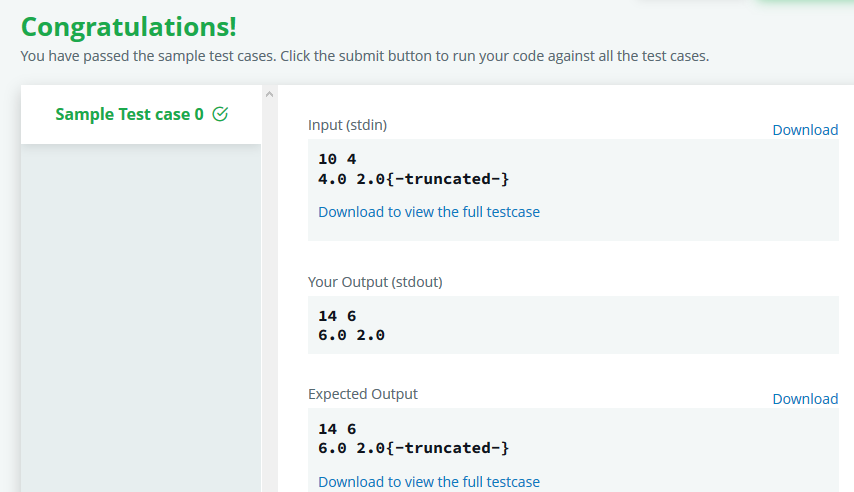 Congratulations!
You have passed the sample test cases. Click the submit button to run your code against all the test cases.
Sample Test case 0
Input (stdin)
Download
10 4
4.0 2.0{-truncated-}
Download to view the full testcase
Your Output (stdout)
14 6
6.0 2.0
Expected Output
Download
14 6
6.0 2.0{-truncated-}
Download to view the full testcase